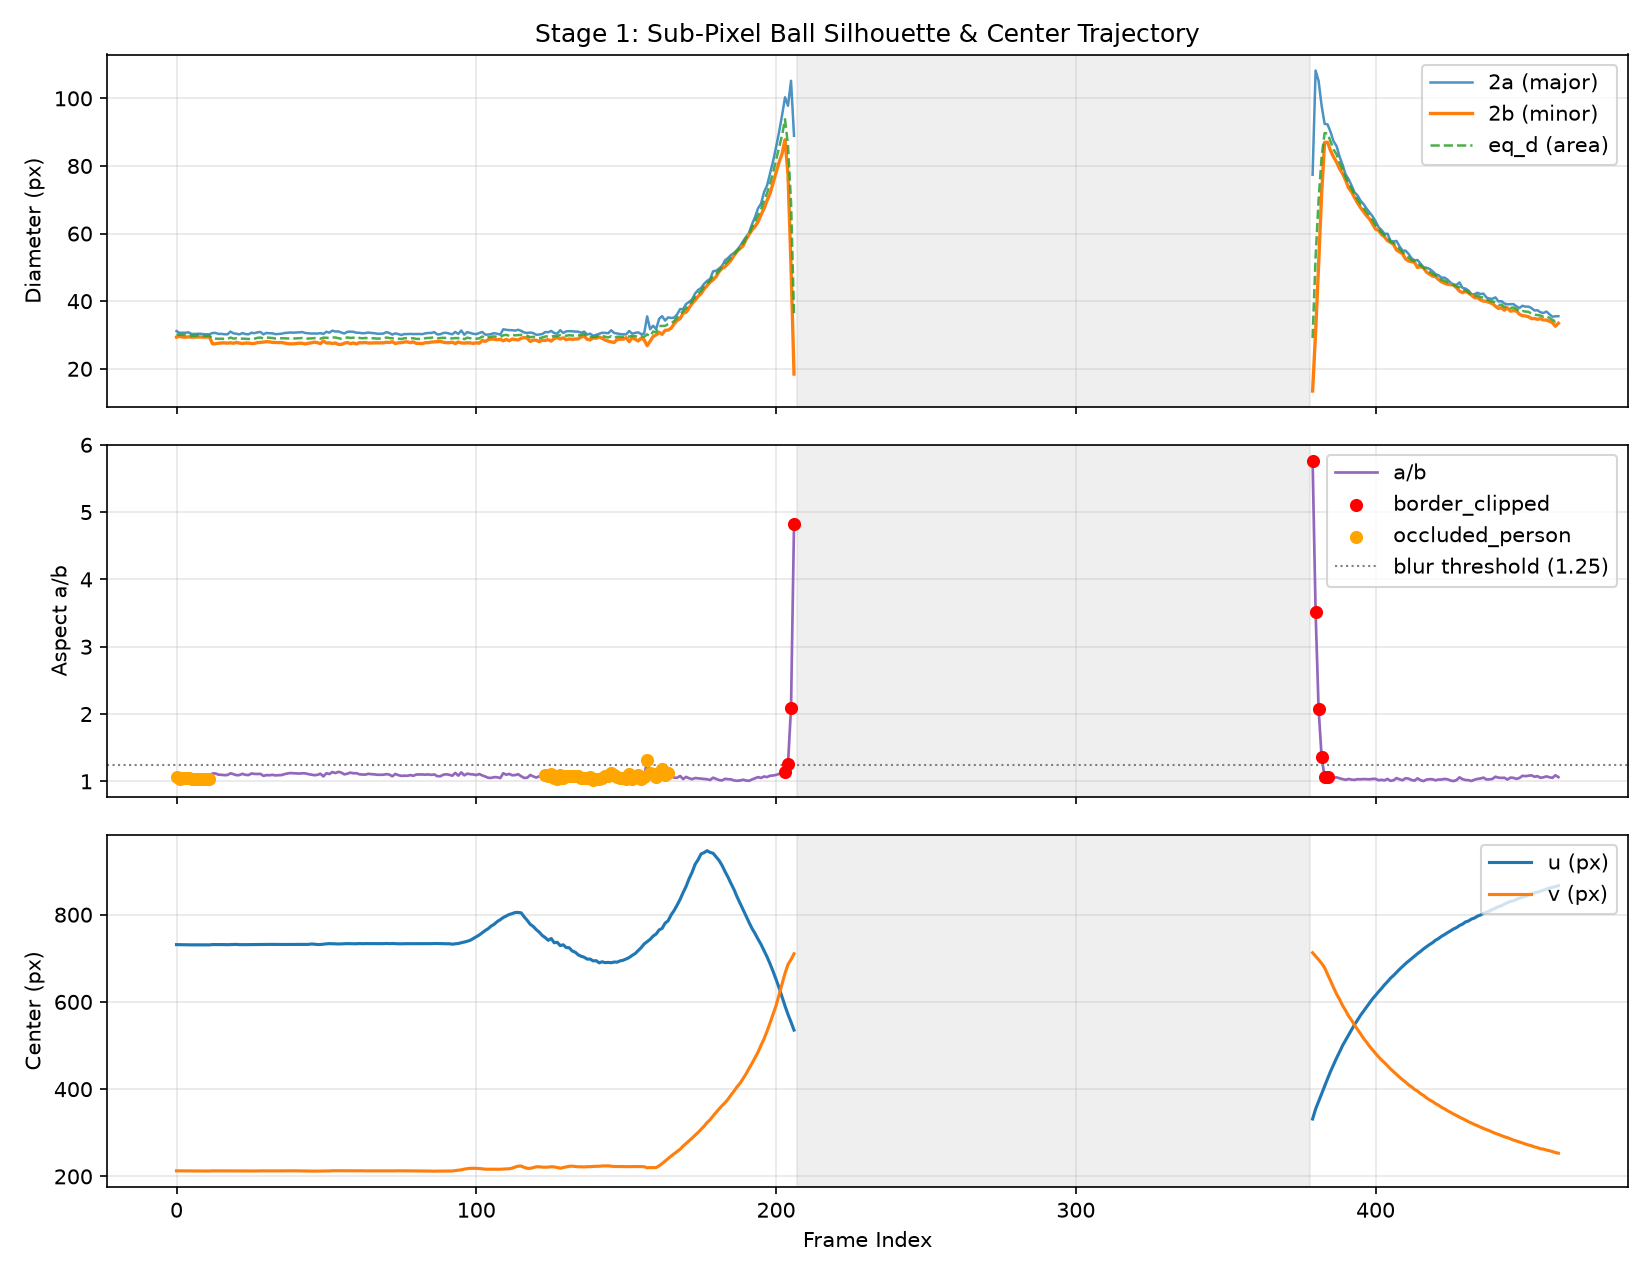 Stage 1: Sub-Pixel Ball Silhouette & Center Trajectory
Diameter (px)
100
80
60
40
20
2a (major)
2b (minor)
eq_d (area)
Aspect a/b
6
5
4
3
2
1
a/b
border_clipped
occluded_person
blur threshold (1.25)
Center (px)
800
600
400
200
u (px)
v (px)
0 100 200 300 400
Frame Index